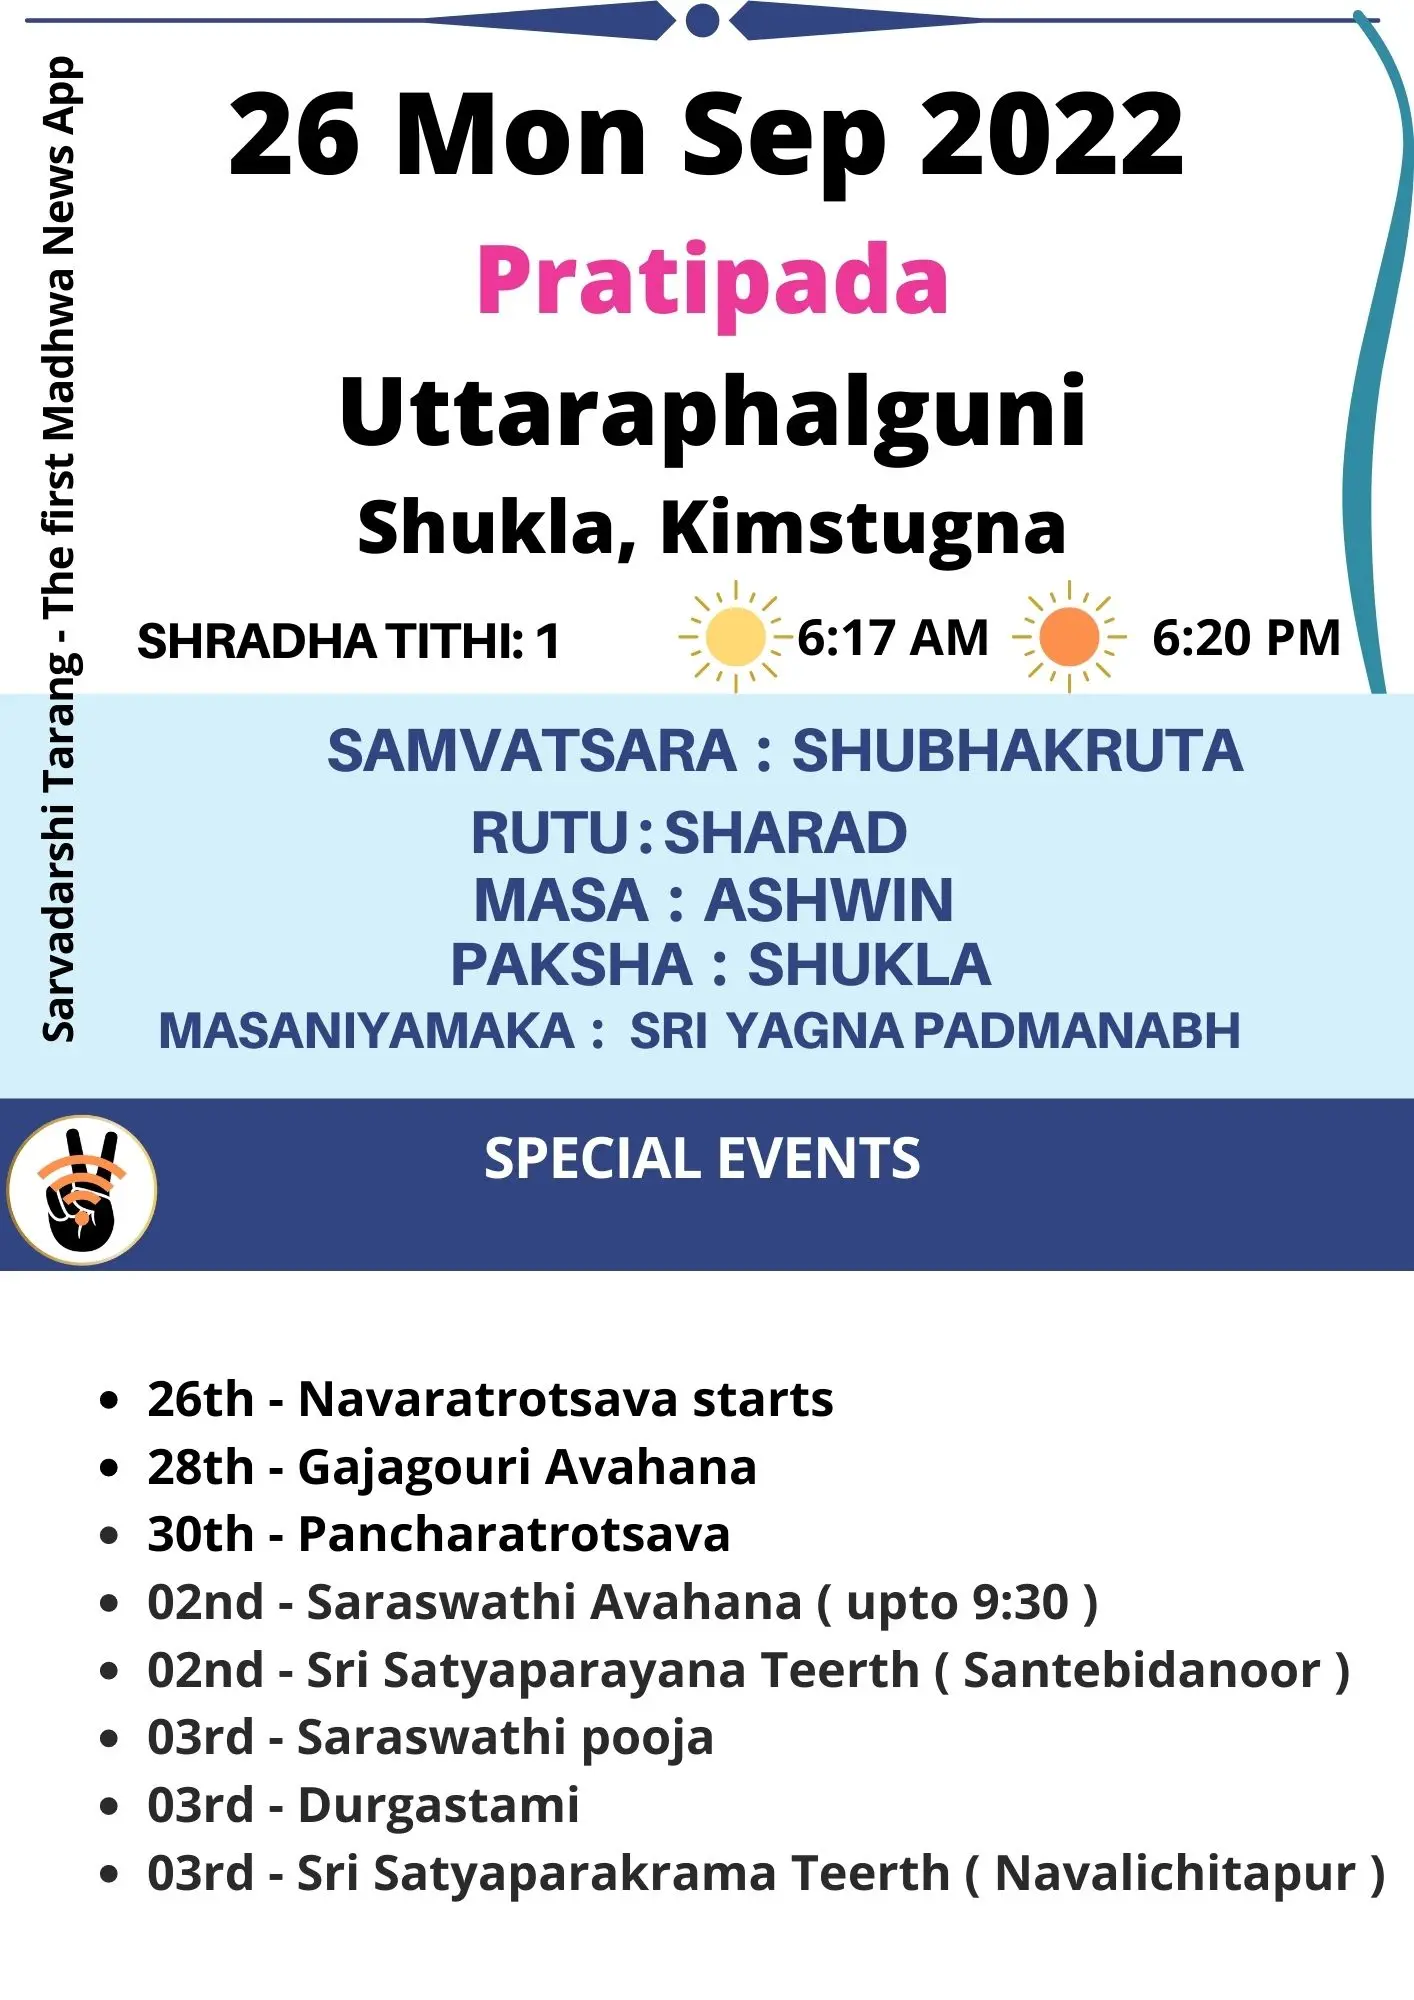 26 Mon Sep 2022
Pratipada
Uttaraphalguni
Shukla, Kimstugna
SHRADHA TITHI: 1
6:17 AM
6:20 PM
Sarvadarshi Tarang - The first Madhwa News App
SAMVATSARA : SHUBHAKRUTA
RUTU : SHARAD
MASA : ASHWIN
PAKSHA : SHUKLA
MASANIYAMAKA : SRI YAGNA PADMANABH
SPECIAL EVENTS
• 26th - Navaratrotsava starts
• 28th - Gajagouri Avahana
• 30th - Pancharatrotsava
• 02nd - Saraswathi Avahana ( upto 9:30 )
• 02nd - Sri Satyaparayana Teerth ( Santebidanoor )
• 03rd - Saraswathi pooja
• 03rd - Durgastami
• 03rd - Sri Satyaparakrama Teerth ( Navalichitapur )